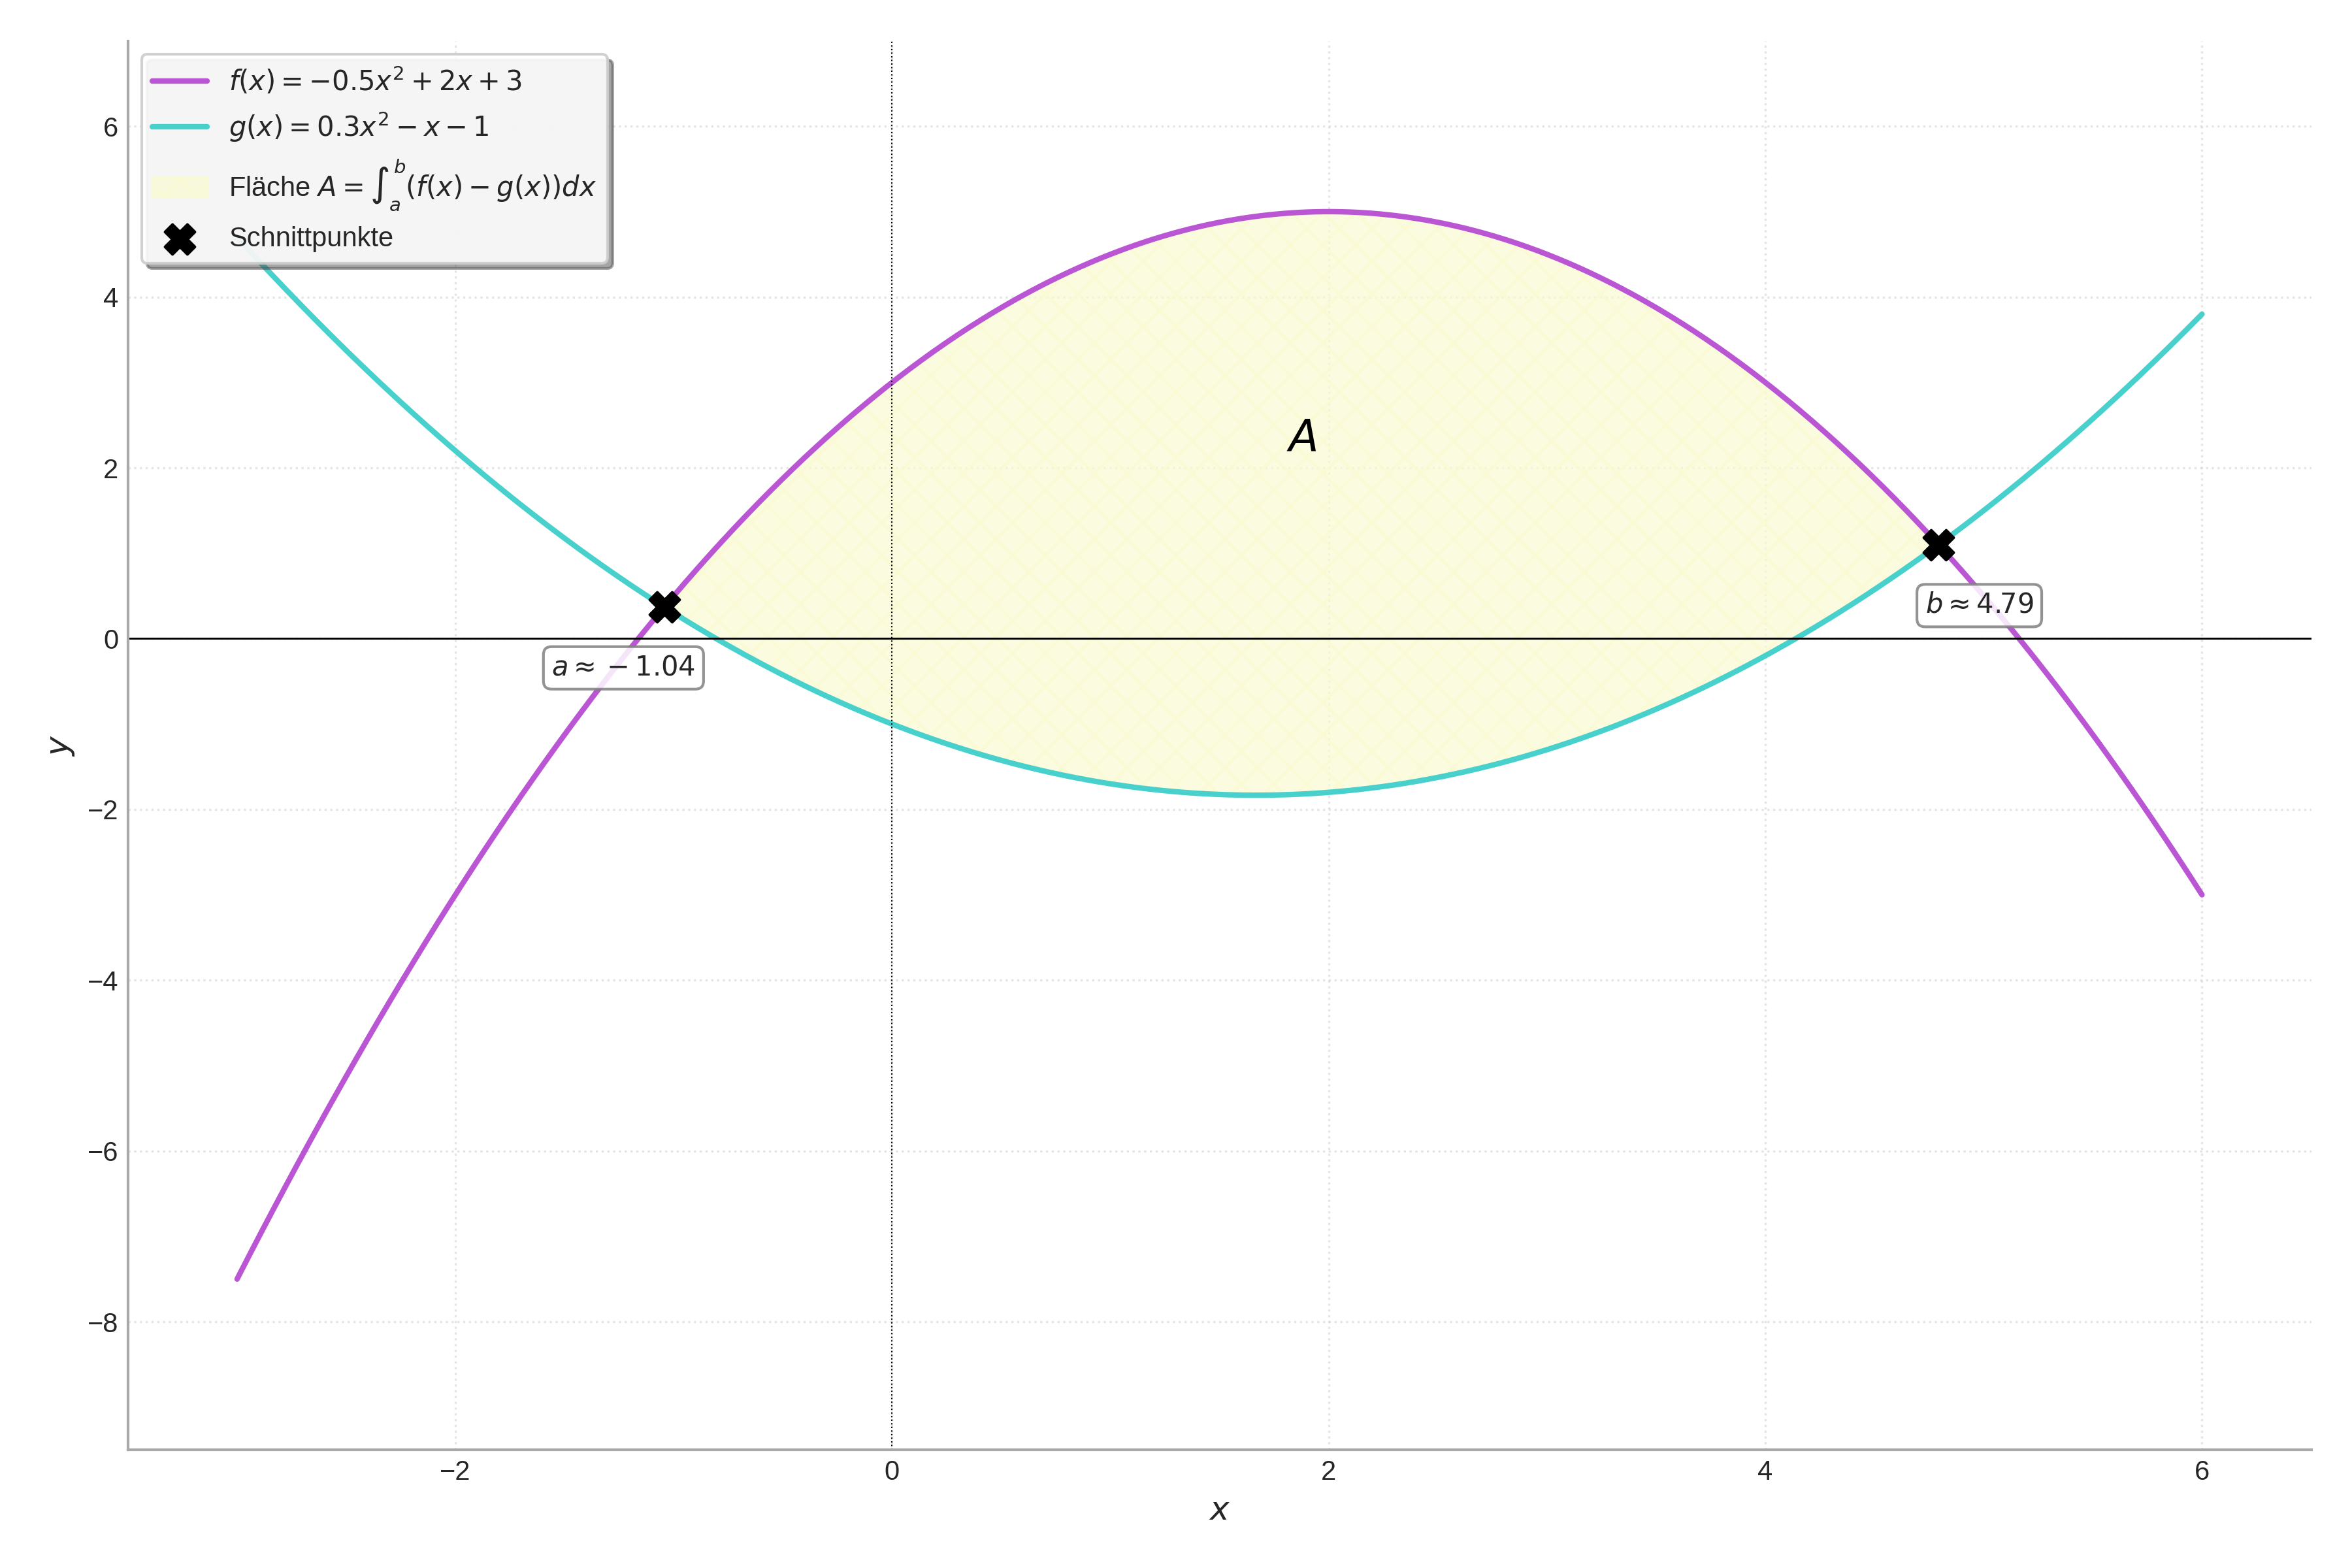 f(x) = −0.5x² + 2x + 3
g(x) = 0.3x² − x − 1
Fläche A = ∫ₐᵇ (f(x) − g(x))dx
Schnittpunkte
6
4
2
0
−2
−4
−6
−8
y
A
a ≈ −1.04
b ≈ 4.79
−2 0 2 4 6
x